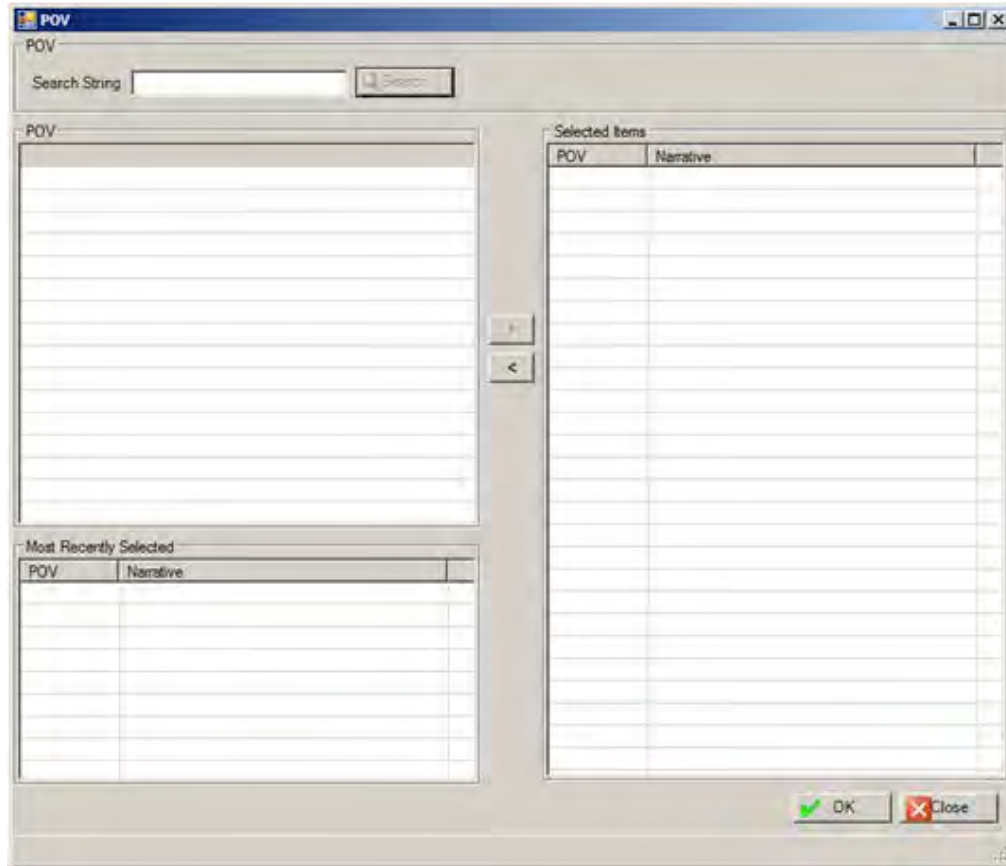 POV
POV
Search String
Search
POV
Selected Items
POV Narrative
>
<
Most Recently Selected
POV Narrative
OK
Close